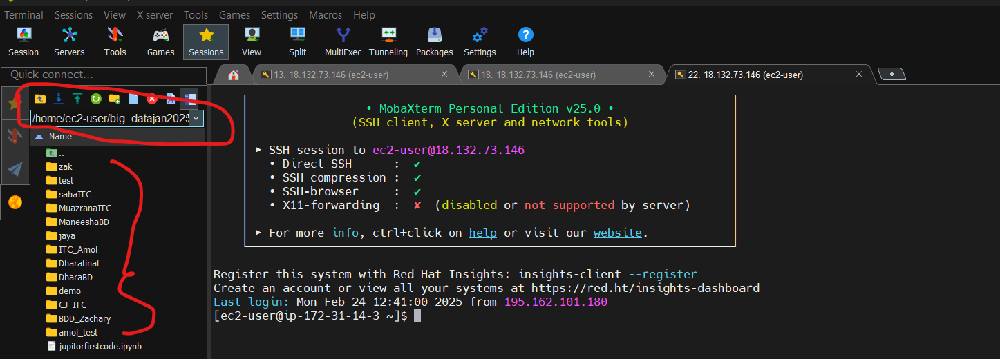 Terminal Sessions View X server Tools Games Settings Macros Help
Session Servers Tools Games Sessions View Split MultiExec Tunneling Packages Settings Help
Quick connect...
13. 18.132.73.146 (ec2-user)
18. 18.132.73.146 (ec2-user)
22. 18.132.73.146 (ec2-user)
/home/ec2-user/big_datajan2025
Name
..
zak
test
sabaITC
MuazranaITC
ManeeshaBD
jaya
ITC_Amol
Dharafinal
DharaBD
demo
CJ_ITC
BDD_Zachary
amol_test
jupitorfirstcode.ipynb
• MobaXterm Personal Edition v25.0 •
(SSH client, X server and network tools)
➤ SSH session to ec2-user@18.132.73.146
• Direct SSH : ✔
• SSH compression : ✔
• SSH-browser : ✔
• X11-forwarding : ✘ (disabled or not supported by server)
➤ For more info, ctrl+click on help or visit our website.
Register this system with Red Hat Insights: insights-client --register
Create an account or view all your systems at https://red.ht/insights-dashboard
Last login: Mon Feb 24 12:41:00 2025 from 195.162.101.180
[ec2-user@ip-172-31-14-3 ~]$